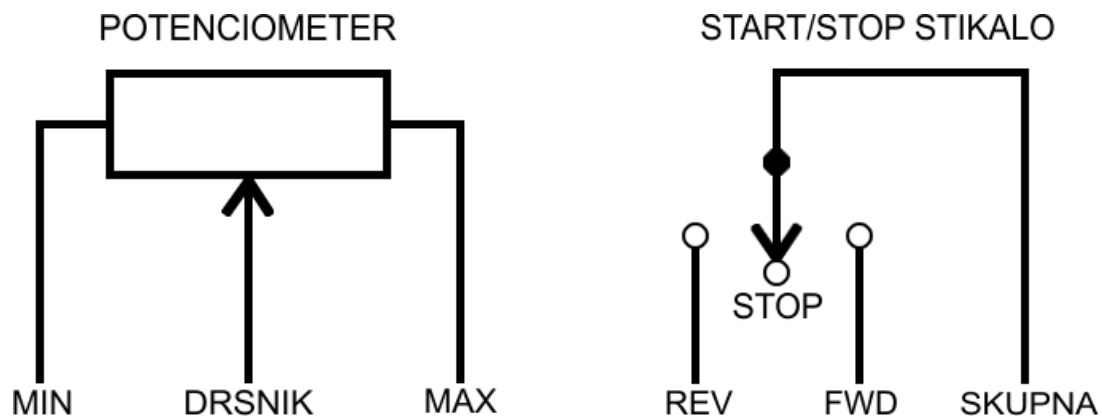 POTENCIOMETER
MIN DRSNIK MAX
START/STOP STIKALO
STOP
REV FWD SKUPNA